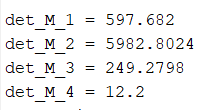 det_M_1 = 597.682
det_M_2 = 5982.8024
det_M_3 = 249.2798
det_M_4 = 12.2